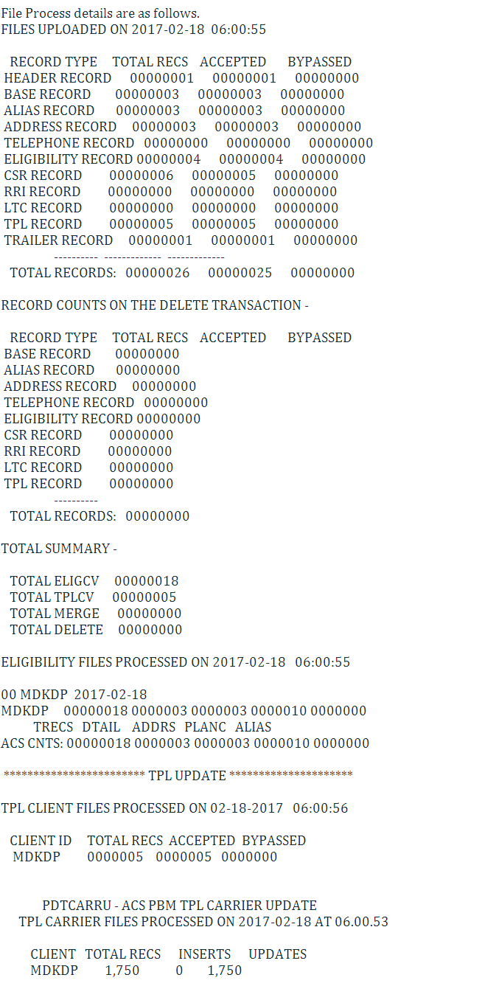 File Process details are as follows.
FILES UPLOADED ON 2017-02-18  06:00:55
RECORD TYPE     TOTAL RECS    ACCEPTED       BYPASSED
HEADER RECORD      00000001      00000001      00000000
BASE RECORD        00000003      00000003      00000000
ALIAS RECORD       00000003      00000003      00000000
ADDRESS RECORD     00000003      00000003      00000000
TELEPHONE RECORD   00000000      00000000      00000000
ELIGIBILITY RECORD 00000004      00000004      00000000
CSR RECORD         00000006      00000005      00000000
RRI RECORD         00000000      00000000      00000000
LTC RECORD         00000000      00000000      00000000
TPL RECORD         00000005      00000005      00000000
TRAILER RECORD     00000001      00000001      00000000
----------  -------------  -------------
TOTAL RECORDS:   00000026      00000025      00000000
RECORD COUNTS ON THE DELETE TRANSACTION -
RECORD TYPE     TOTAL RECS    ACCEPTED       BYPASSED
BASE RECORD        00000000
ALIAS RECORD       00000000
ADDRESS RECORD     00000000
TELEPHONE RECORD   00000000
ELIGIBILITY RECORD 00000000
CSR RECORD         00000000
RRI RECORD         00000000
LTC RECORD         00000000
TPL RECORD         00000000
----------
TOTAL RECORDS:   00000000
TOTAL SUMMARY -
TOTAL ELIGCV     00000018
TOTAL TPLCV      00000005
TOTAL MERGE      00000000
TOTAL DELETE     00000000
ELIGIBILITY FILES PROCESSED ON 2017-02-18   06:00:55
00 MDKDP  2017-02-18
MDKDP     00000018 0000003 0000003 0000010 0000000
TRECS   DTAIL    ADDRS   PLANC   ALIAS
ACS CNTS: 00000018 0000003 0000003 0000010 0000000
************************ TPL UPDATE *********************
TPL CLIENT FILES PROCESSED ON 02-18-2017   06:00:56
CLIENT ID     TOTAL RECS  ACCEPTED  BYPASSED
MDKDP         0000005    0000005   0000000
PDTCARRU - ACS PBM TPL CARRIER UPDATE
TPL CARRIER FILES PROCESSED ON 2017-02-18 AT 06.00.53
CLIENT   TOTAL RECS      INSERTS      UPDATES
MDKDP         1,750            0        1,750